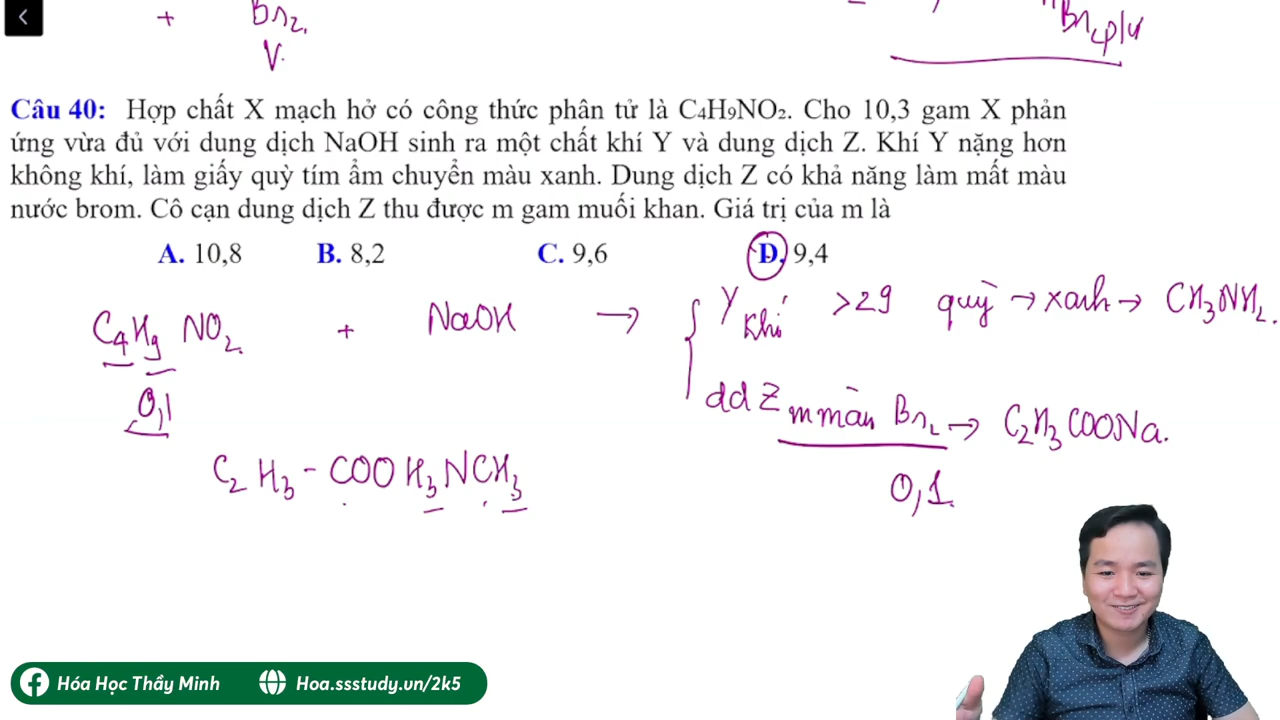 + Br₂
V
nBr₂ p/ư
Câu 40: Hợp chất X mạch hở có công thức phân tử là C₄H₉NO₂. Cho 10,3 gam X phản
ứng vừa đủ với dung dịch NaOH sinh ra một chất khí Y và dung dịch Z. Khí Y nặng hơn
không khí, làm giấy quỳ tím ẩm chuyển màu xanh. Dung dịch Z có khả năng làm mất màu
nước brom. Cô cạn dung dịch Z thu được m gam muối khan. Giá trị của m là
A. 10,8 B. 8,2 C. 9,6 D. 9,4
C₄H₉NO₂ + NaOH → { Y khí >29 quỳ → xanh → CH₃NH₂.
0,1
dd Z m màu Br₂ → C₂H₃COONa.
C₂H₃-COOH₃NCH₃
0,1.
Hóa Học Thầy Minh Hoa.ssstudy.vn/2k5